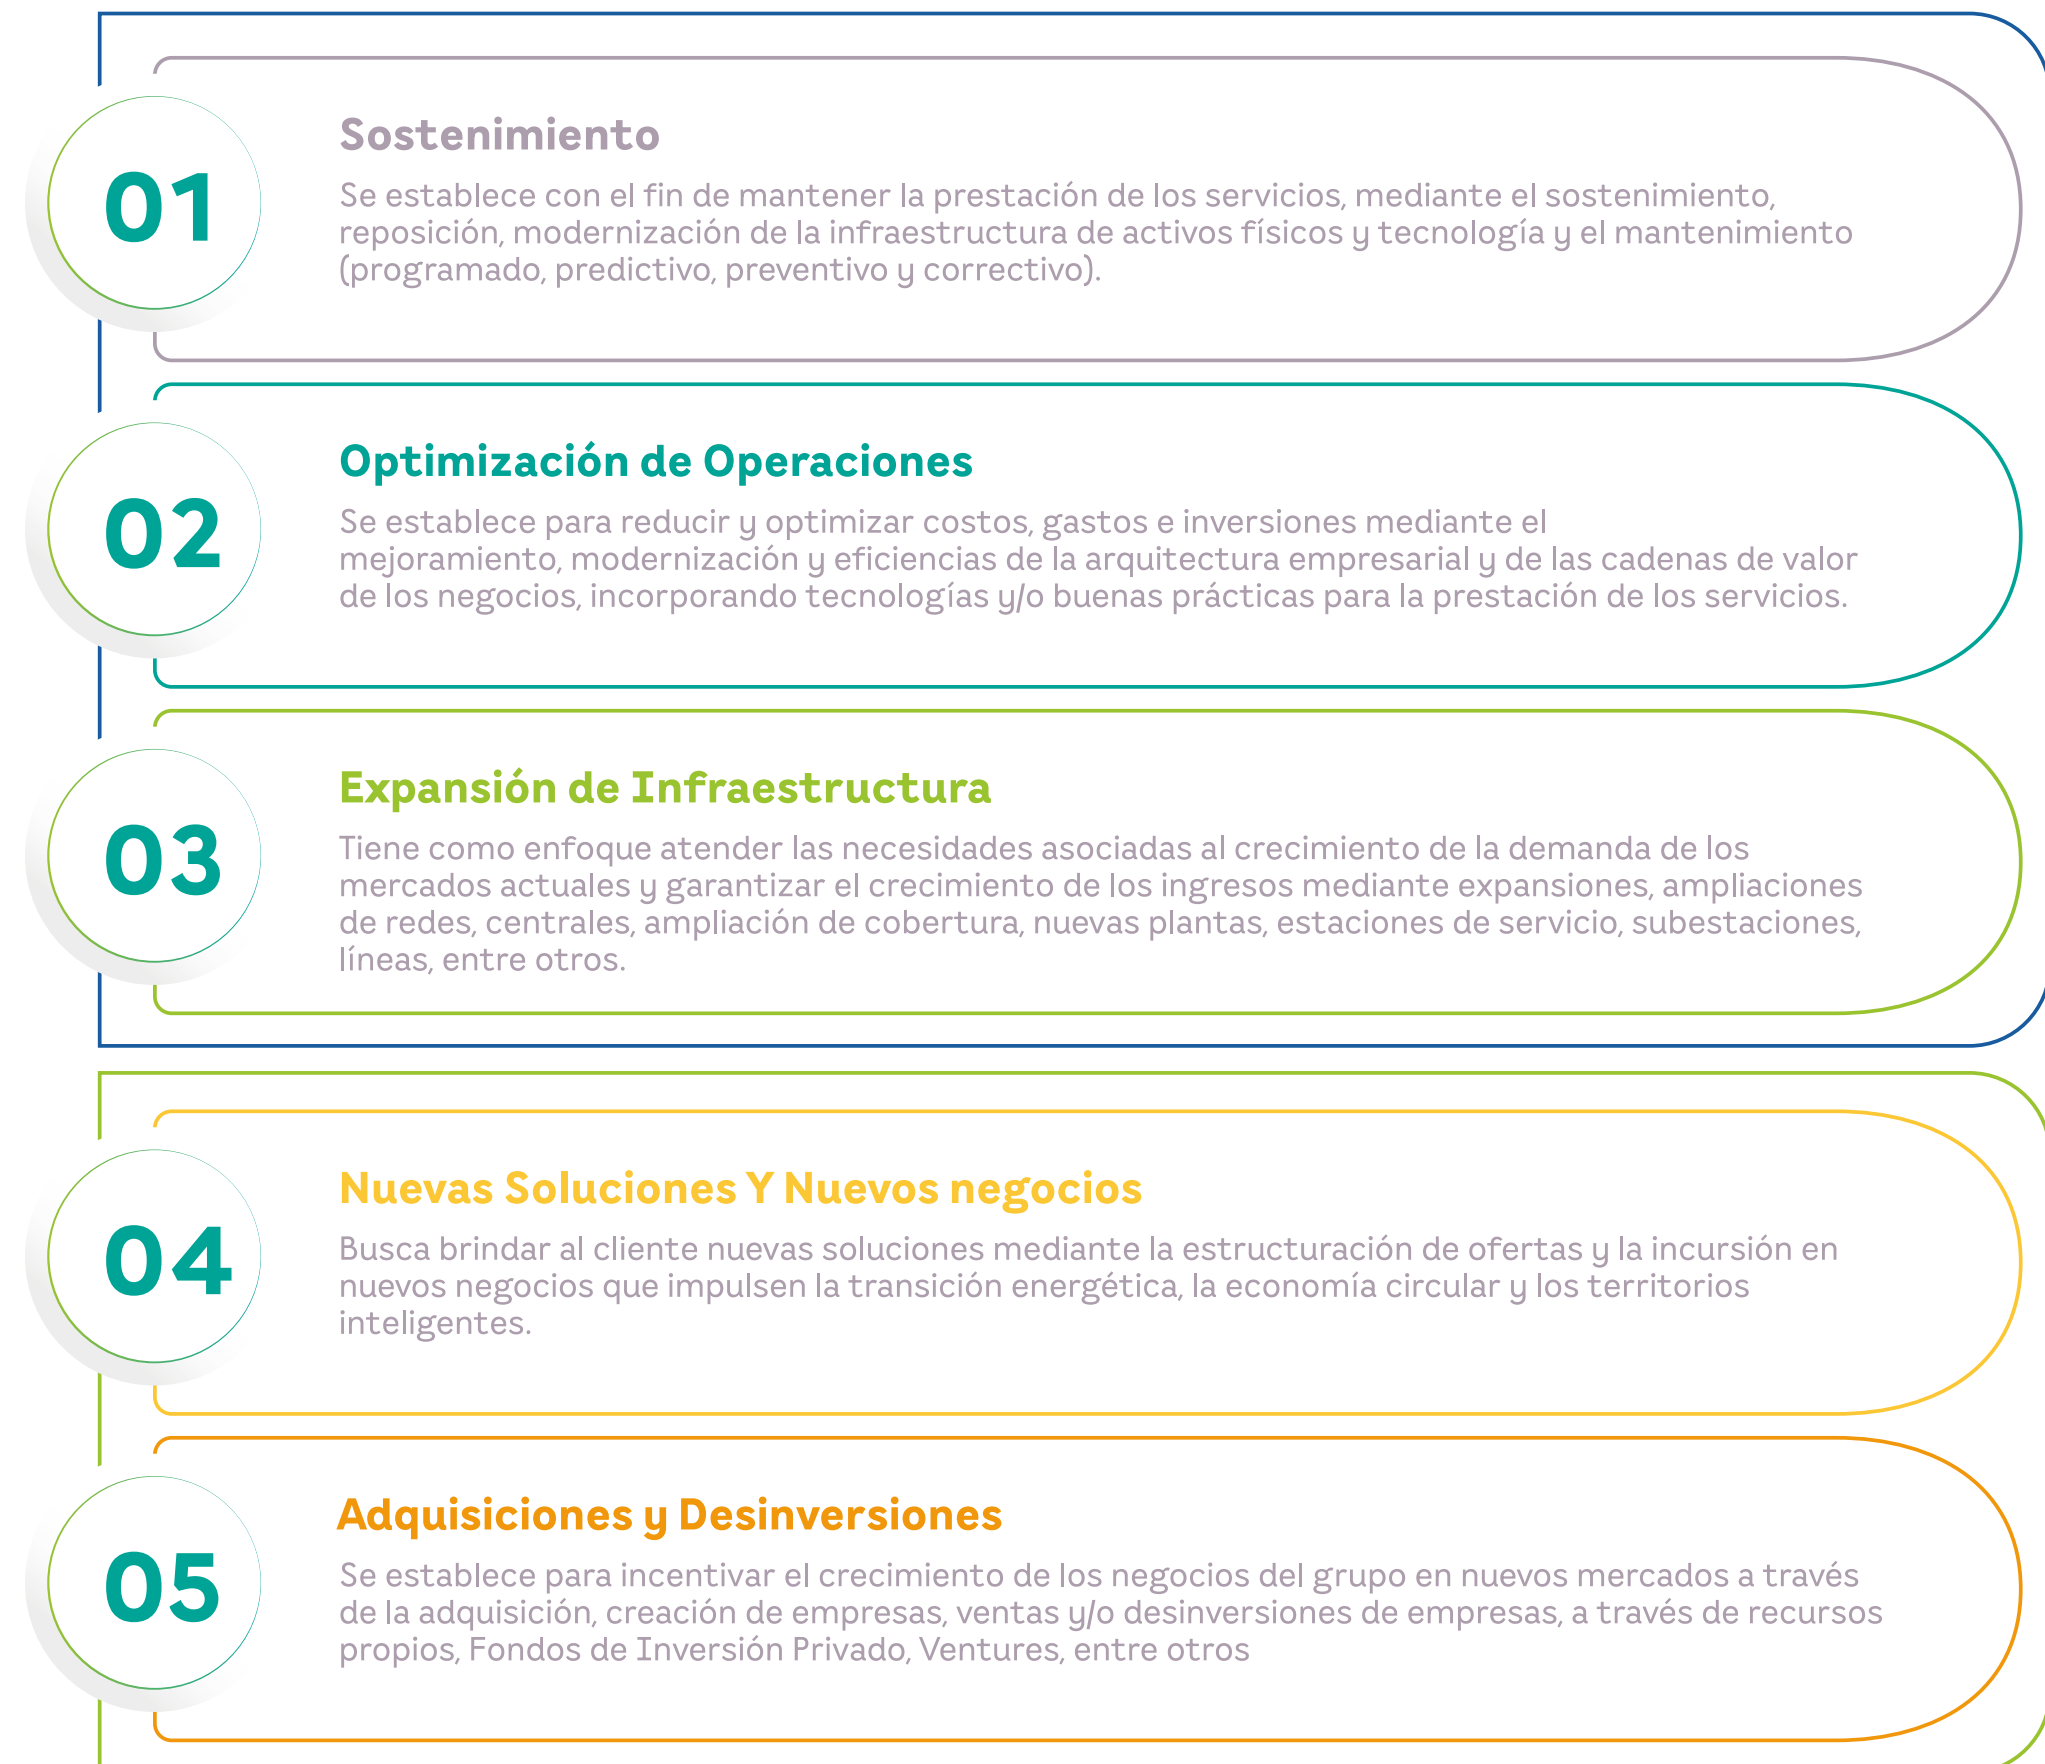 01
Sostenimiento
Se establece con el fin de mantener la prestación de los servicios, mediante el sostenimiento,
reposición, modernización de la infraestructura de activos físicos y tecnología y el mantenimiento
(programado, predictivo, preventivo y correctivo).
02
Optimización de Operaciones
Se establece para reducir y optimizar costos, gastos e inversiones mediante el
mejoramiento, modernización y eficiencias de la arquitectura empresarial y de las cadenas de valor
de los negocios, incorporando tecnologías y/o buenas prácticas para la prestación de los servicios.
03
Expansión de Infraestructura
Tiene como enfoque atender las necesidades asociadas al crecimiento de la demanda de los
mercados actuales y garantizar el crecimiento de los ingresos mediante expansiones, ampliaciones
de redes, centrales, ampliación de cobertura, nuevas plantas, estaciones de servicio, subestaciones,
líneas, entre otros.
04
Nuevas Soluciones Y Nuevos negocios
Busca brindar al cliente nuevas soluciones mediante la estructuración de ofertas y la incursión en
nuevos negocios que impulsen la transición energética, la economía circular y los territorios
inteligentes.
05
Adquisiciones y Desinversiones
Se establece para incentivar el crecimiento de los negocios del grupo en nuevos mercados a través
de la adquisición, creación de empresas, ventas y/o desinversiones de empresas, a través de recursos
propios, Fondos de Inversión Privado, Ventures, entre otros